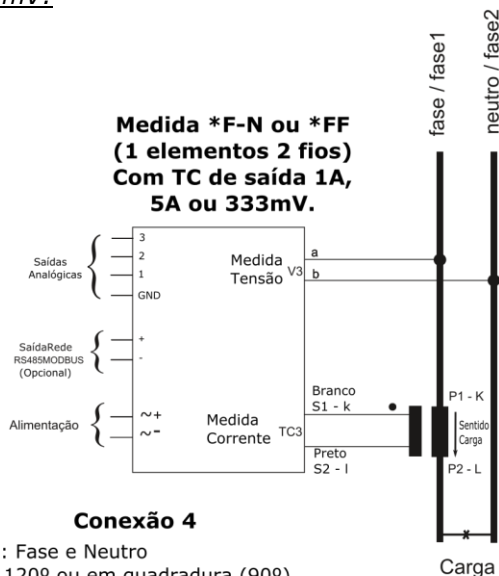 mV.
fase / fase1
neutro / fase2
Medida *F-N ou *FF
(1 elementos 2 fios)
Com TC de saída 1A,
5A ou 333mV.
Saídas
Analógicas
3
2
1
GND
Medida
Tensão
V3
a
b
SaídaRede
RS485MODBUS
(Opcional)
+
-
Alimentação
~+
~-
Medida
Corrente
TC3
Branco
S1 - k
Preto
S2 - l
P1 - K
Sentido
Carga
P2 - L
Conexão 4
: Fase e Neutro
120º ou em quadratura (90º)
Carga